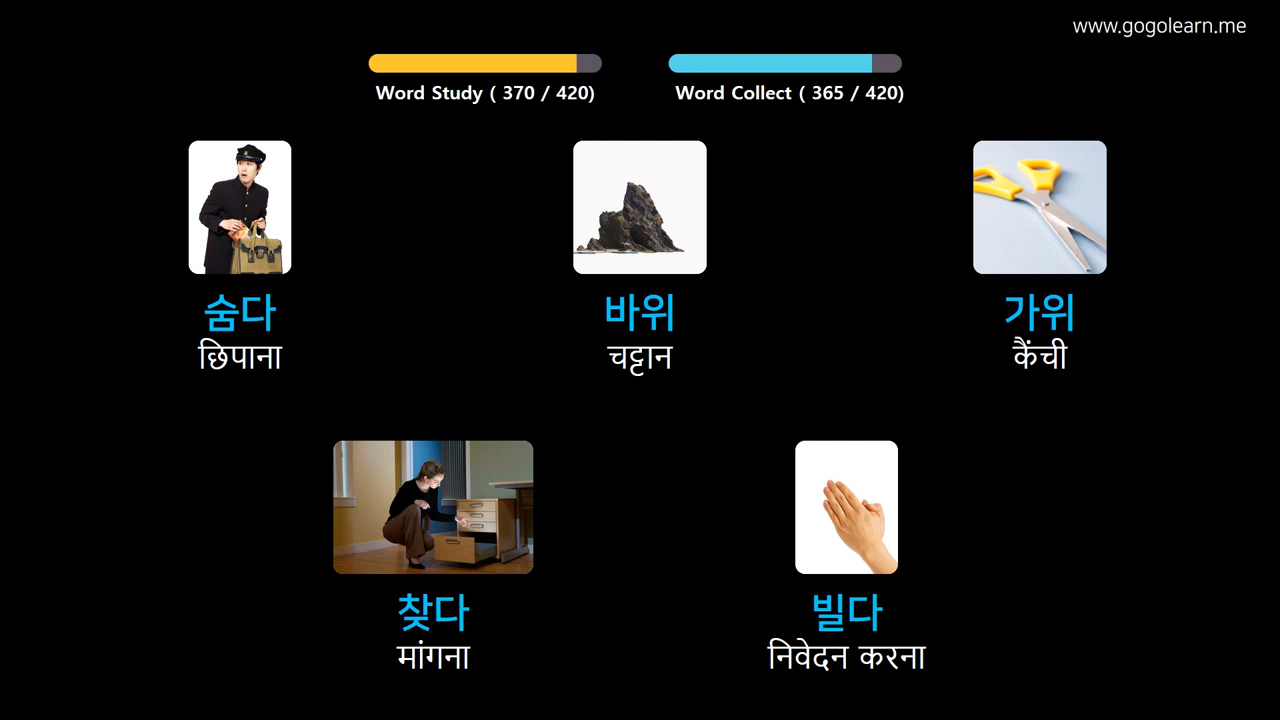 www.gogolearn.me
Word Study ( 370 / 420)
Word Collect ( 365 / 420)
숨다
छिपाना
바위
चट्टान
가위
कैंची
찾다
मांगना
빌다
निवेदन करना